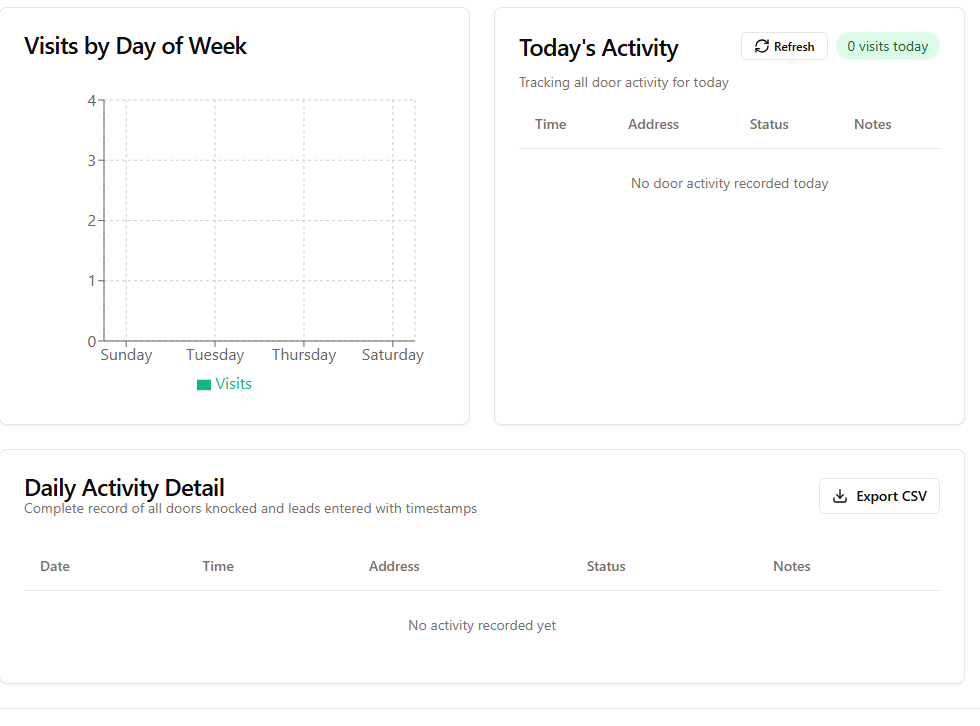 Visits by Day of Week
4
3
2
1
0
Sunday Tuesday Thursday Saturday
Visits
Today's Activity Refresh 0 visits today
Tracking all door activity for today
Time Address Status Notes
No door activity recorded today
Daily Activity Detail
Complete record of all doors knocked and leads entered with timestamps
Export CSV
Date Time Address Status Notes
No activity recorded yet